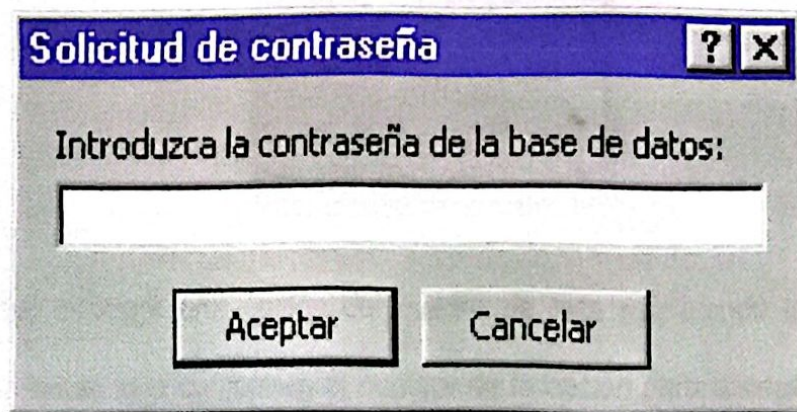 Solicitud de contraseña ? X
Introduzca la contraseña de la base de datos:
Aceptar Cancelar